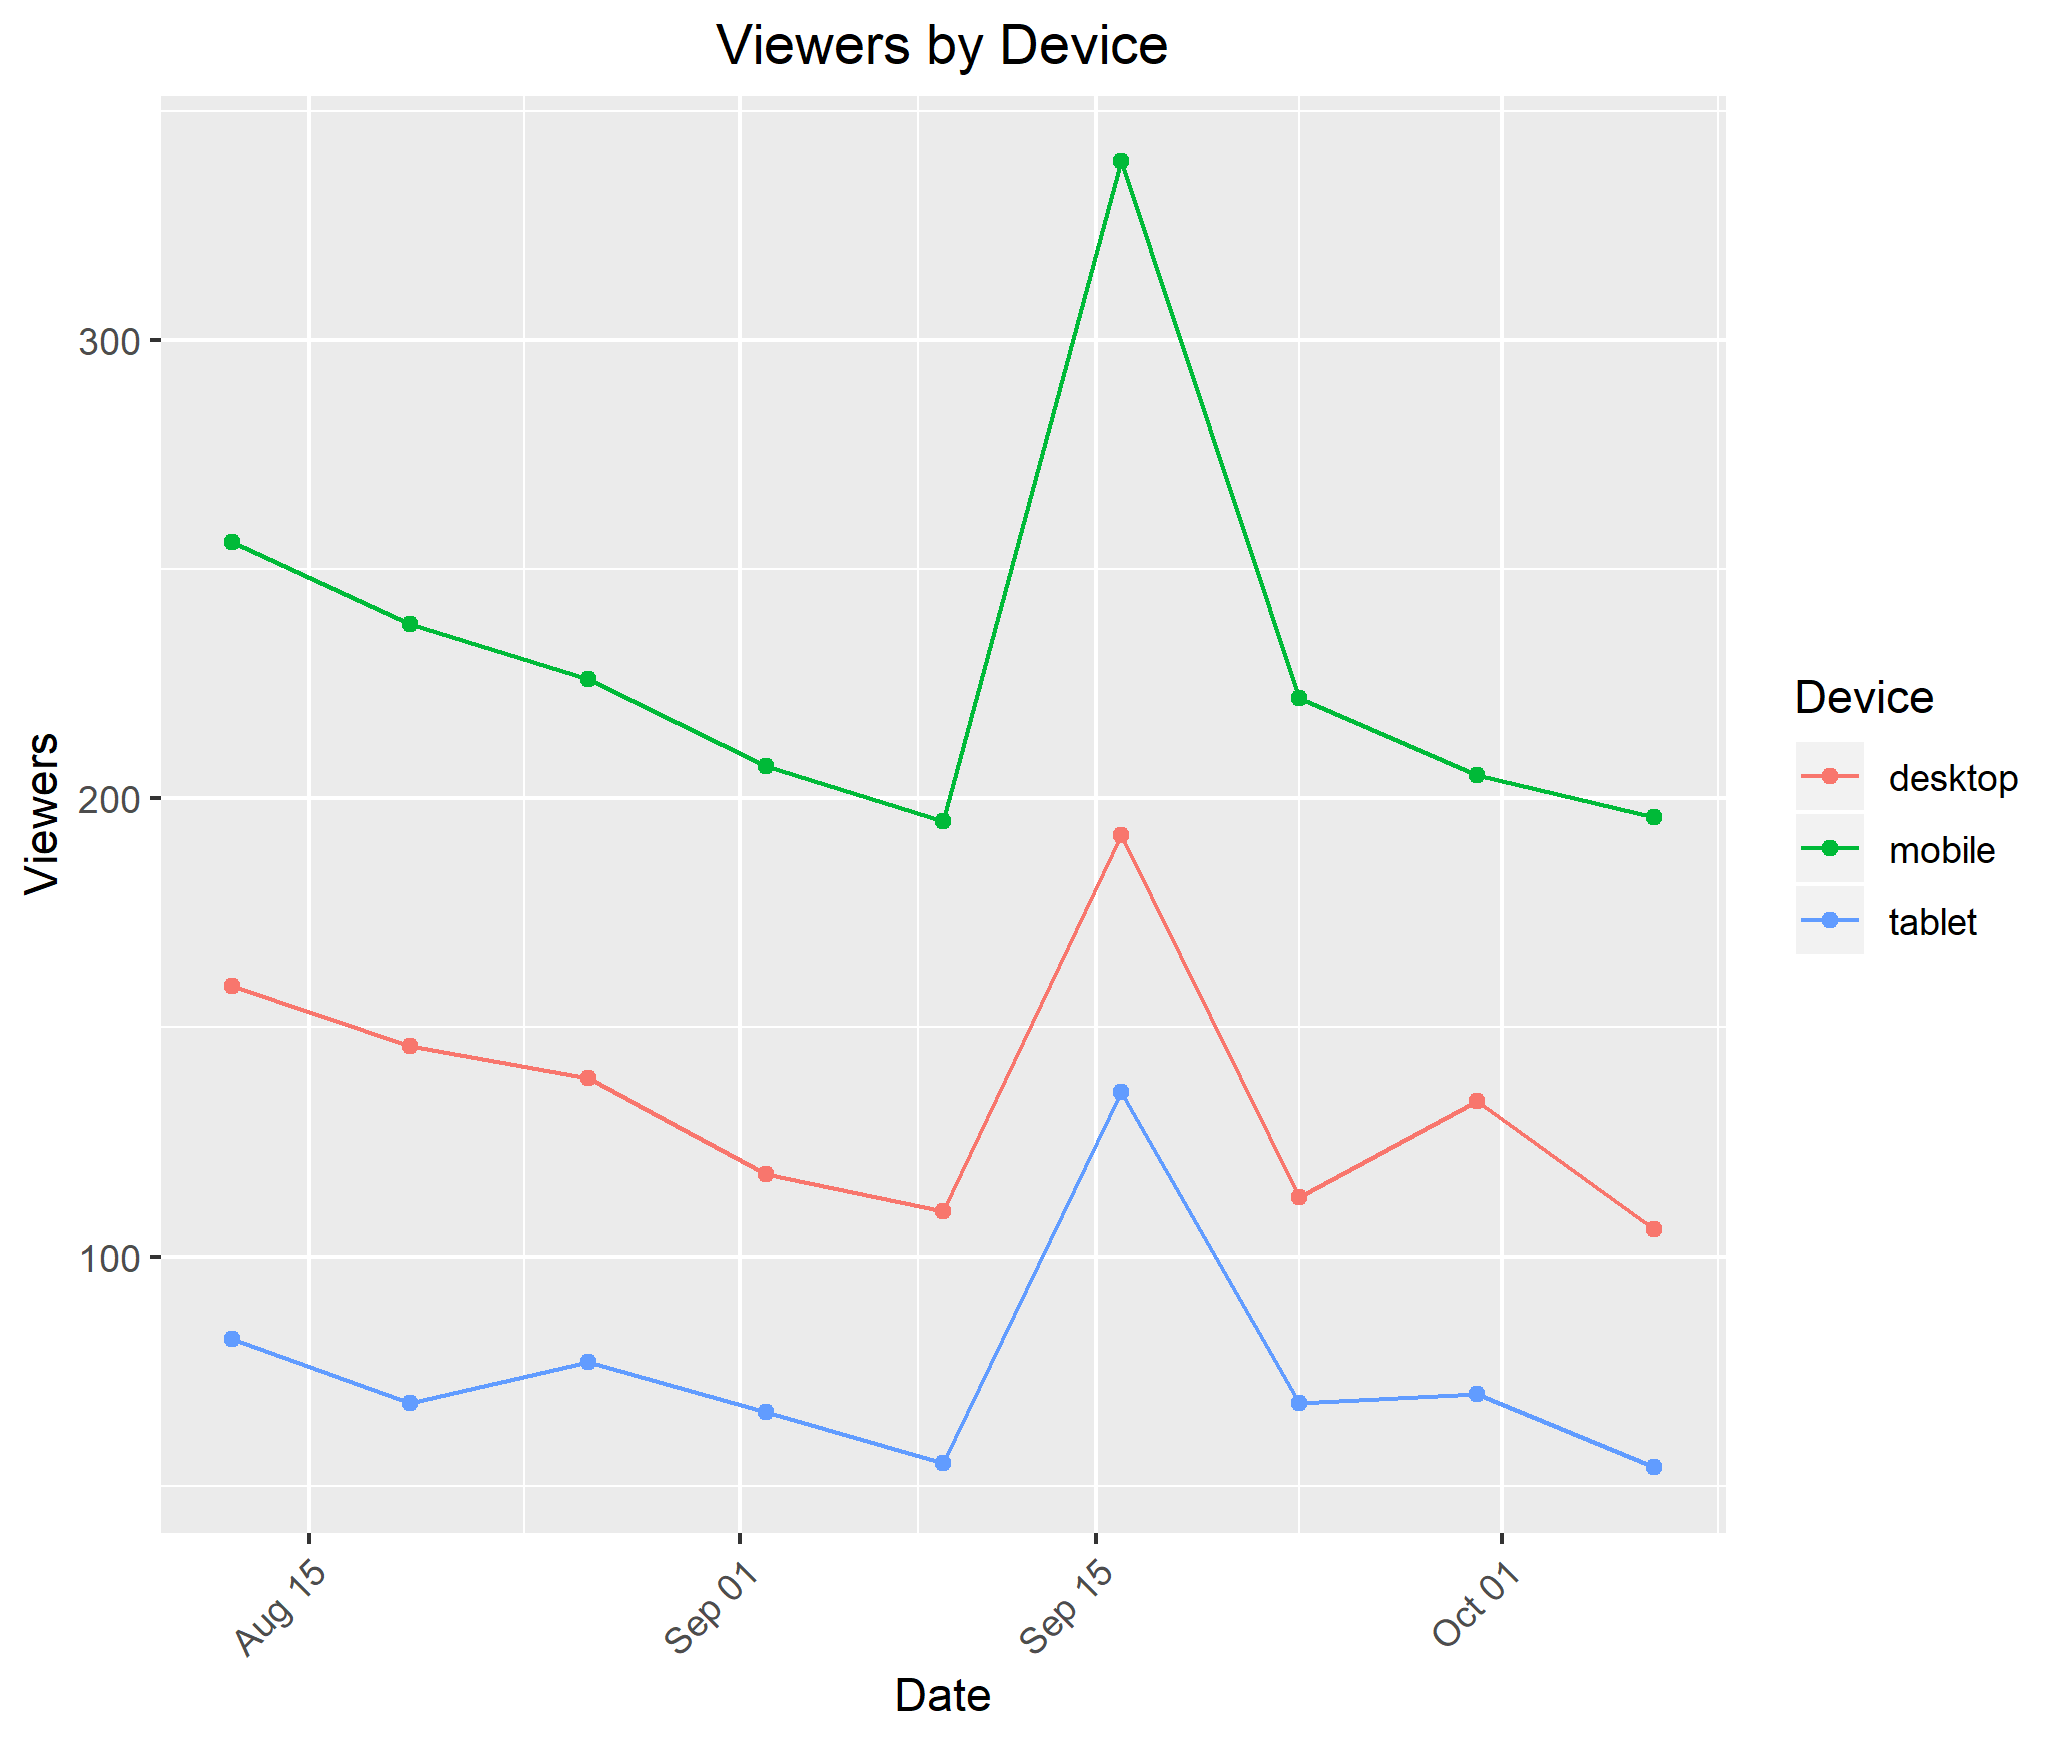 Viewers by Device
Viewers
300
200
100
Aug 15
Sep 01
Sep 15
Oct 01
Date
Device
desktop
mobile
tablet